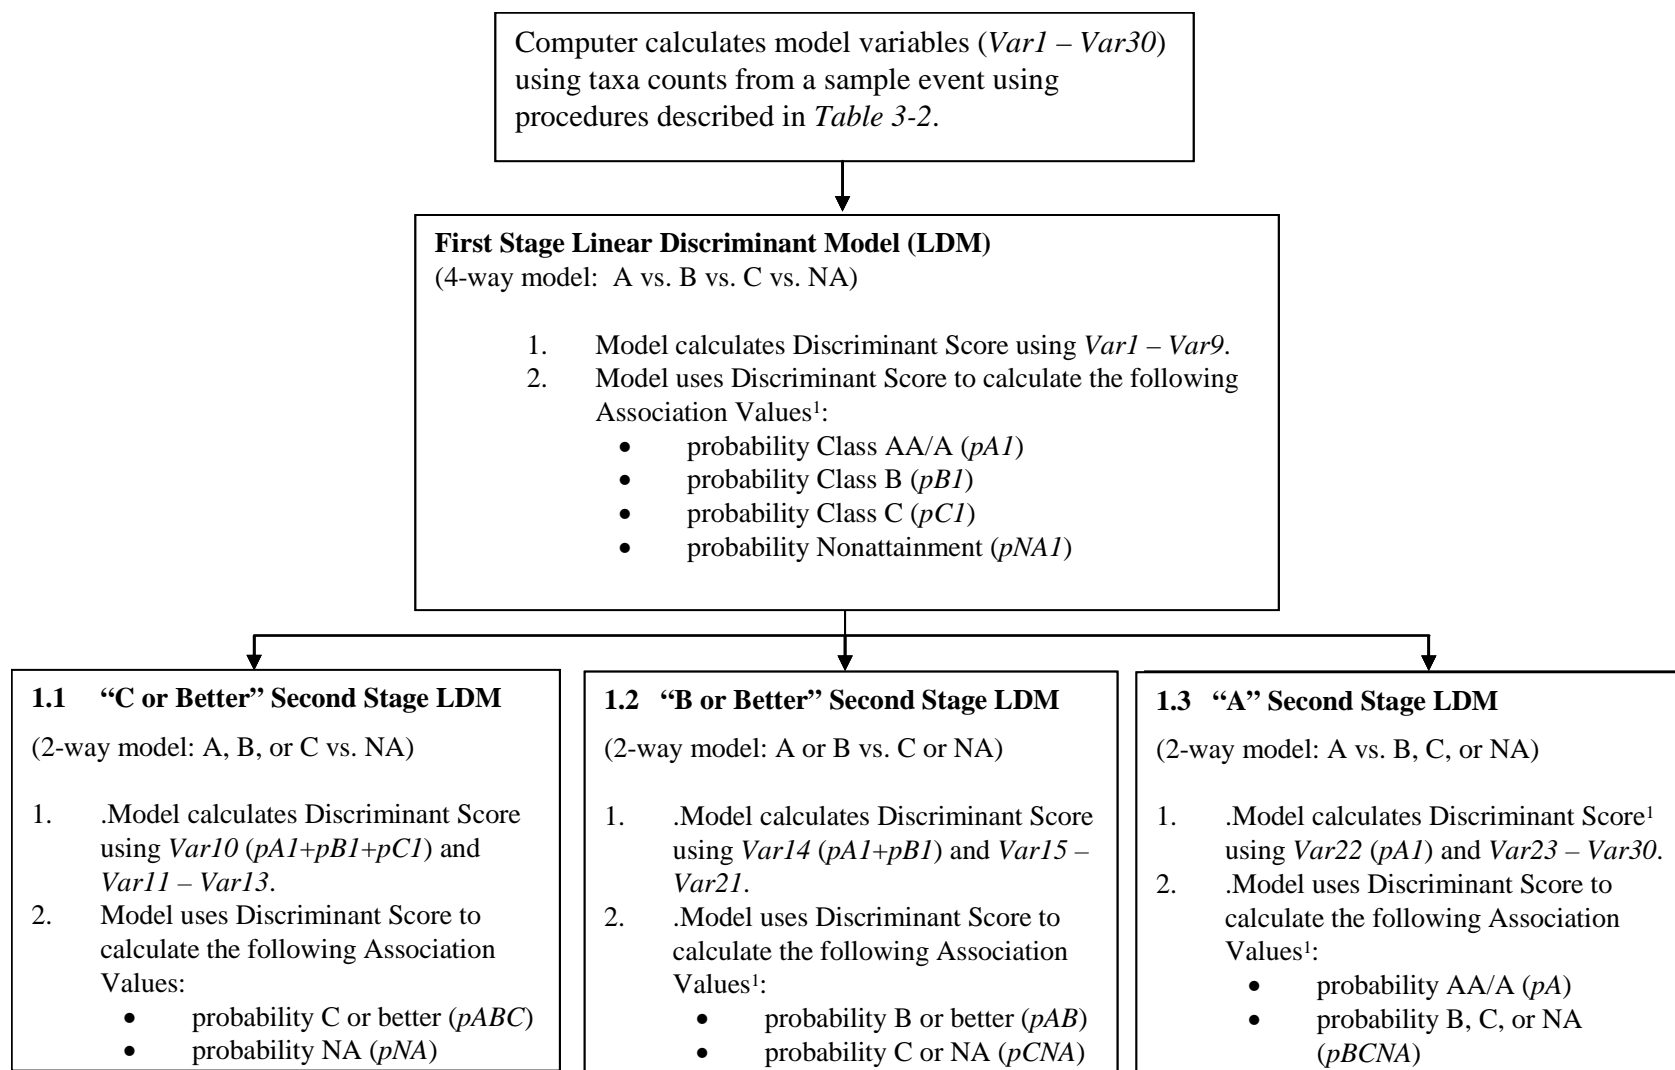 Computer calculates model variables (Var1 – Var30)
using taxa counts from a sample event using
procedures described in Table 3-2.
First Stage Linear Discriminant Model (LDM)
(4-way model:  A vs. B vs. C vs. NA)
1. Model calculates Discriminant Score using Var1 – Var9.
2. Model uses Discriminant Score to calculate the following
Association Values¹:
• probability Class AA/A (pA1)
• probability Class B (pB1)
• probability Class C (pC1)
• probability Nonattainment (pNA1)
1.1 “C or Better” Second Stage LDM
(2-way model: A, B, or C vs. NA)
1. .Model calculates Discriminant Score
using Var10 (pA1+pB1+pC1) and
Var11 – Var13.
2. Model uses Discriminant Score to
calculate the following Association
Values:
• probability C or better (pABC)
• probability NA (pNA)
1.2 “B or Better” Second Stage LDM
(2-way model: A or B vs. C or NA)
1. .Model calculates Discriminant Score
using Var14 (pA1+pB1) and Var15 –
Var21.
2. .Model uses Discriminant Score to
calculate the following Association
Values¹:
• probability B or better (pAB)
• probability C or NA (pCNA)
1.3 “A” Second Stage LDM
(2-way model: A vs. B, C, or NA)
1. .Model calculates Discriminant Score¹
using Var22 (pA1) and Var23 – Var30.
2. .Model uses Discriminant Score to
calculate the following Association
Values¹:
• probability AA/A (pA)
• probability B, C, or NA
(pBCNA)